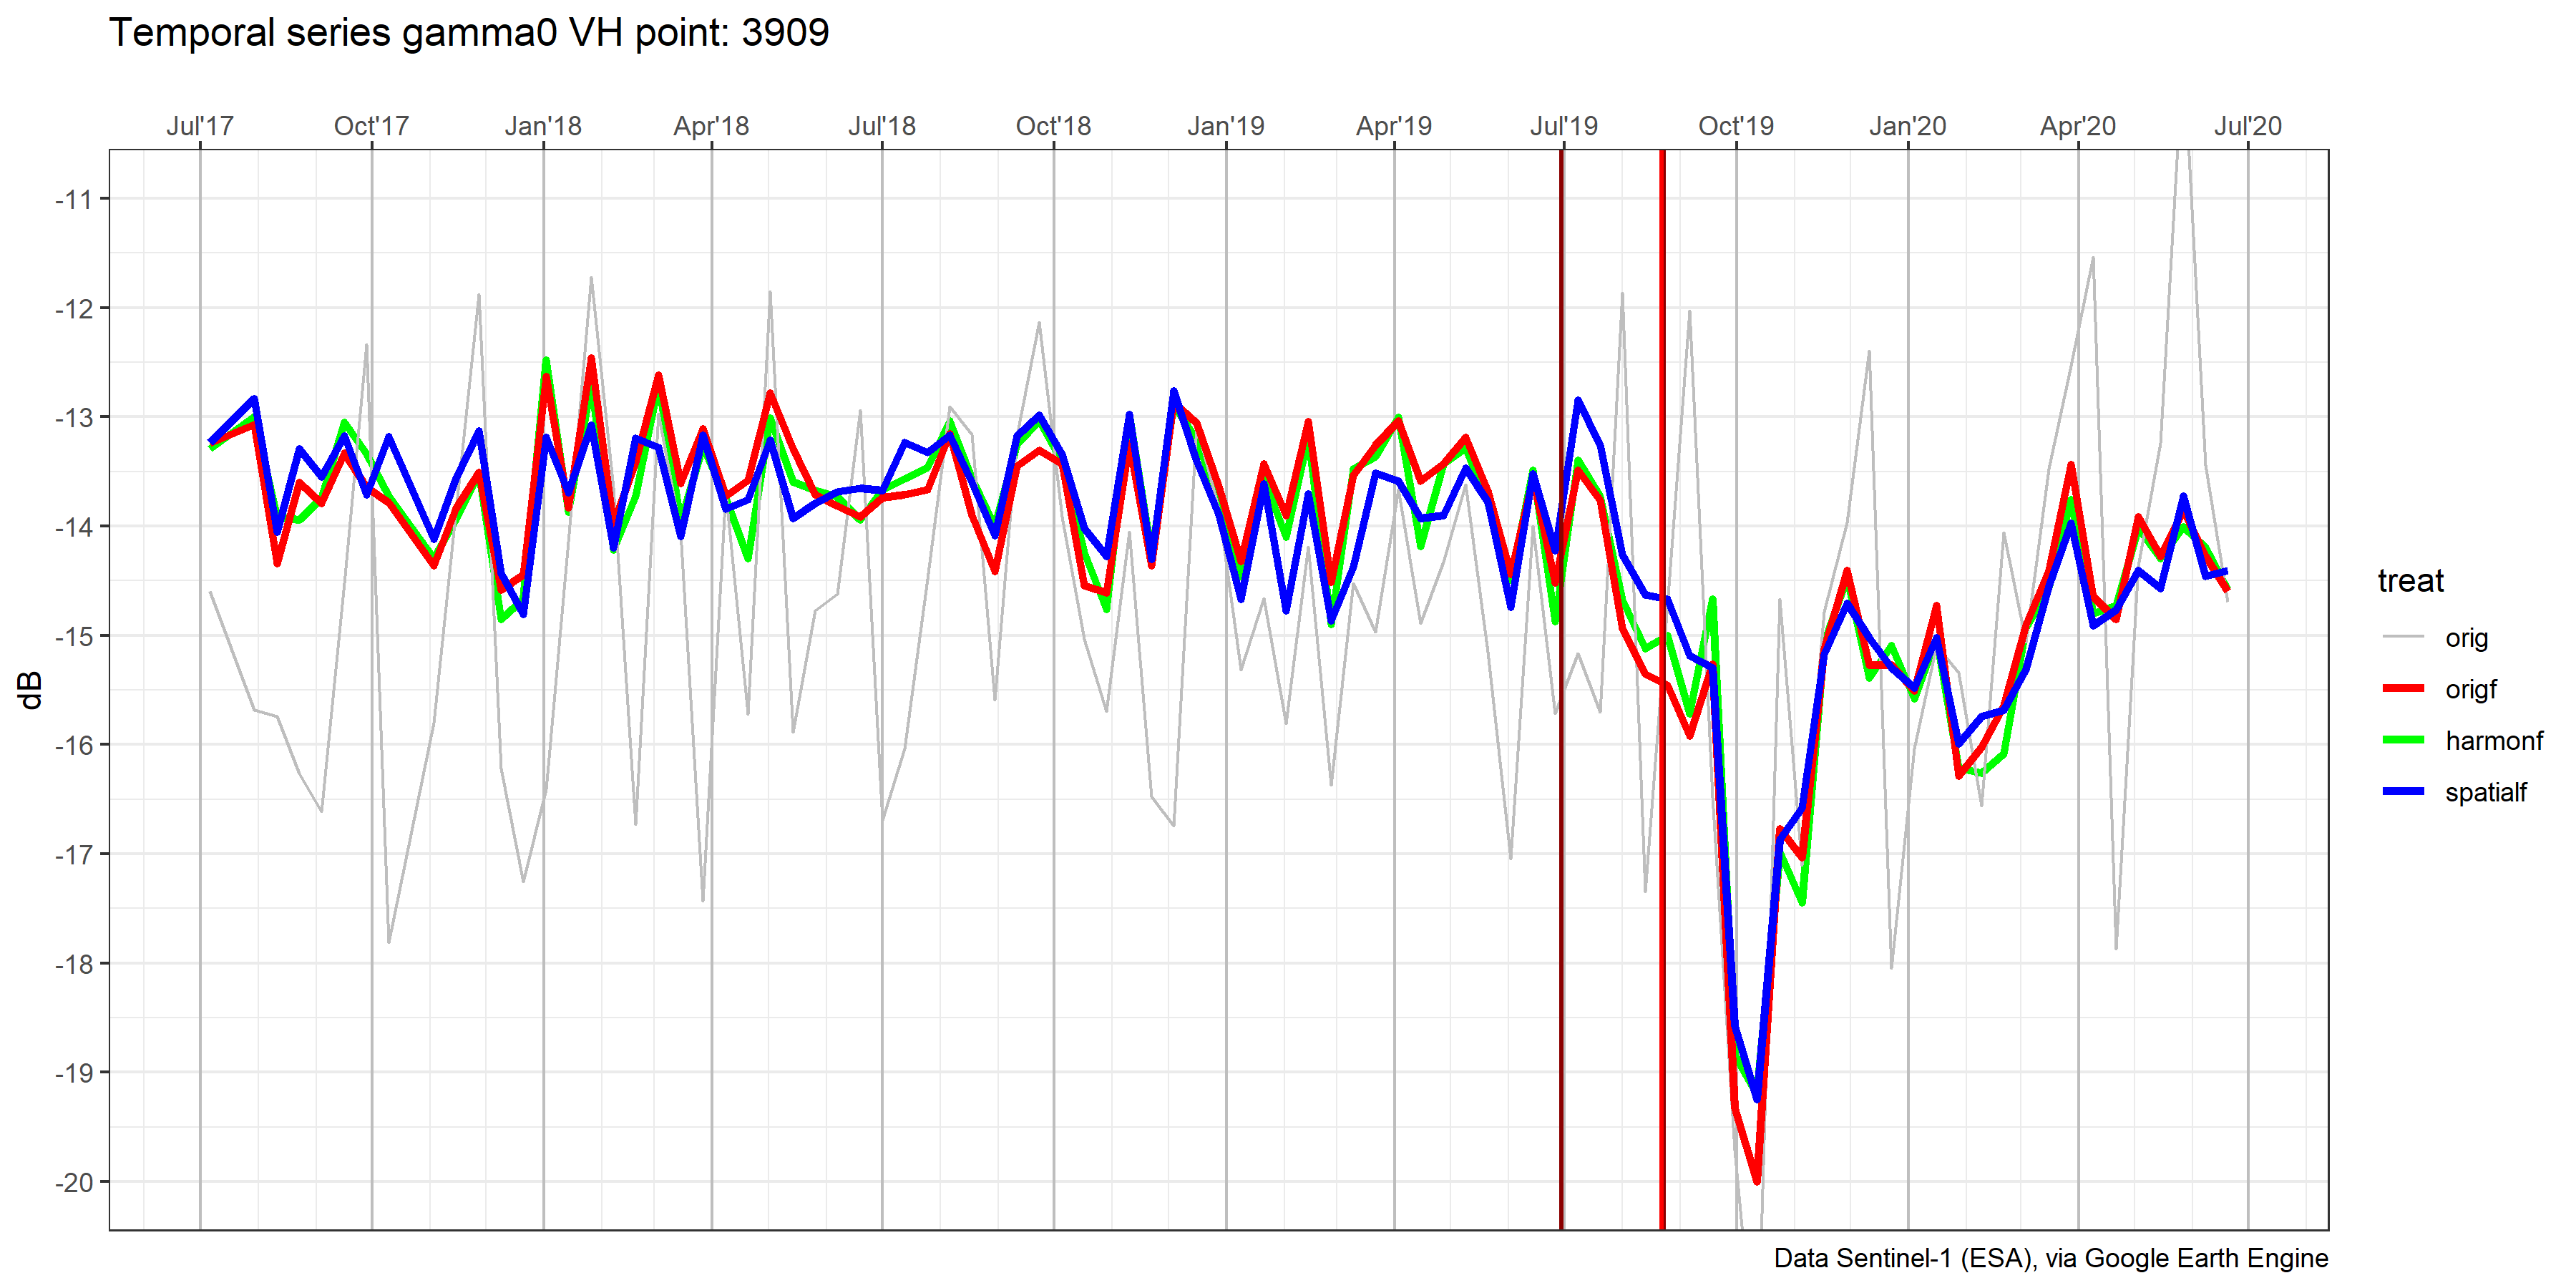 Temporal series gamma0 VH point: 3909
Jul'17 Oct'17 Jan'18 Apr'18 Jul'18 Oct'18 Jan'19 Apr'19 Jul'19 Oct'19 Jan'20 Apr'20 Jul'20
-11
-12
-13
-14
-15
-16
-17
-18
-19
-20
dB
treat
orig
origf
harmonf
spatialf
Data Sentinel-1 (ESA), via Google Earth Engine